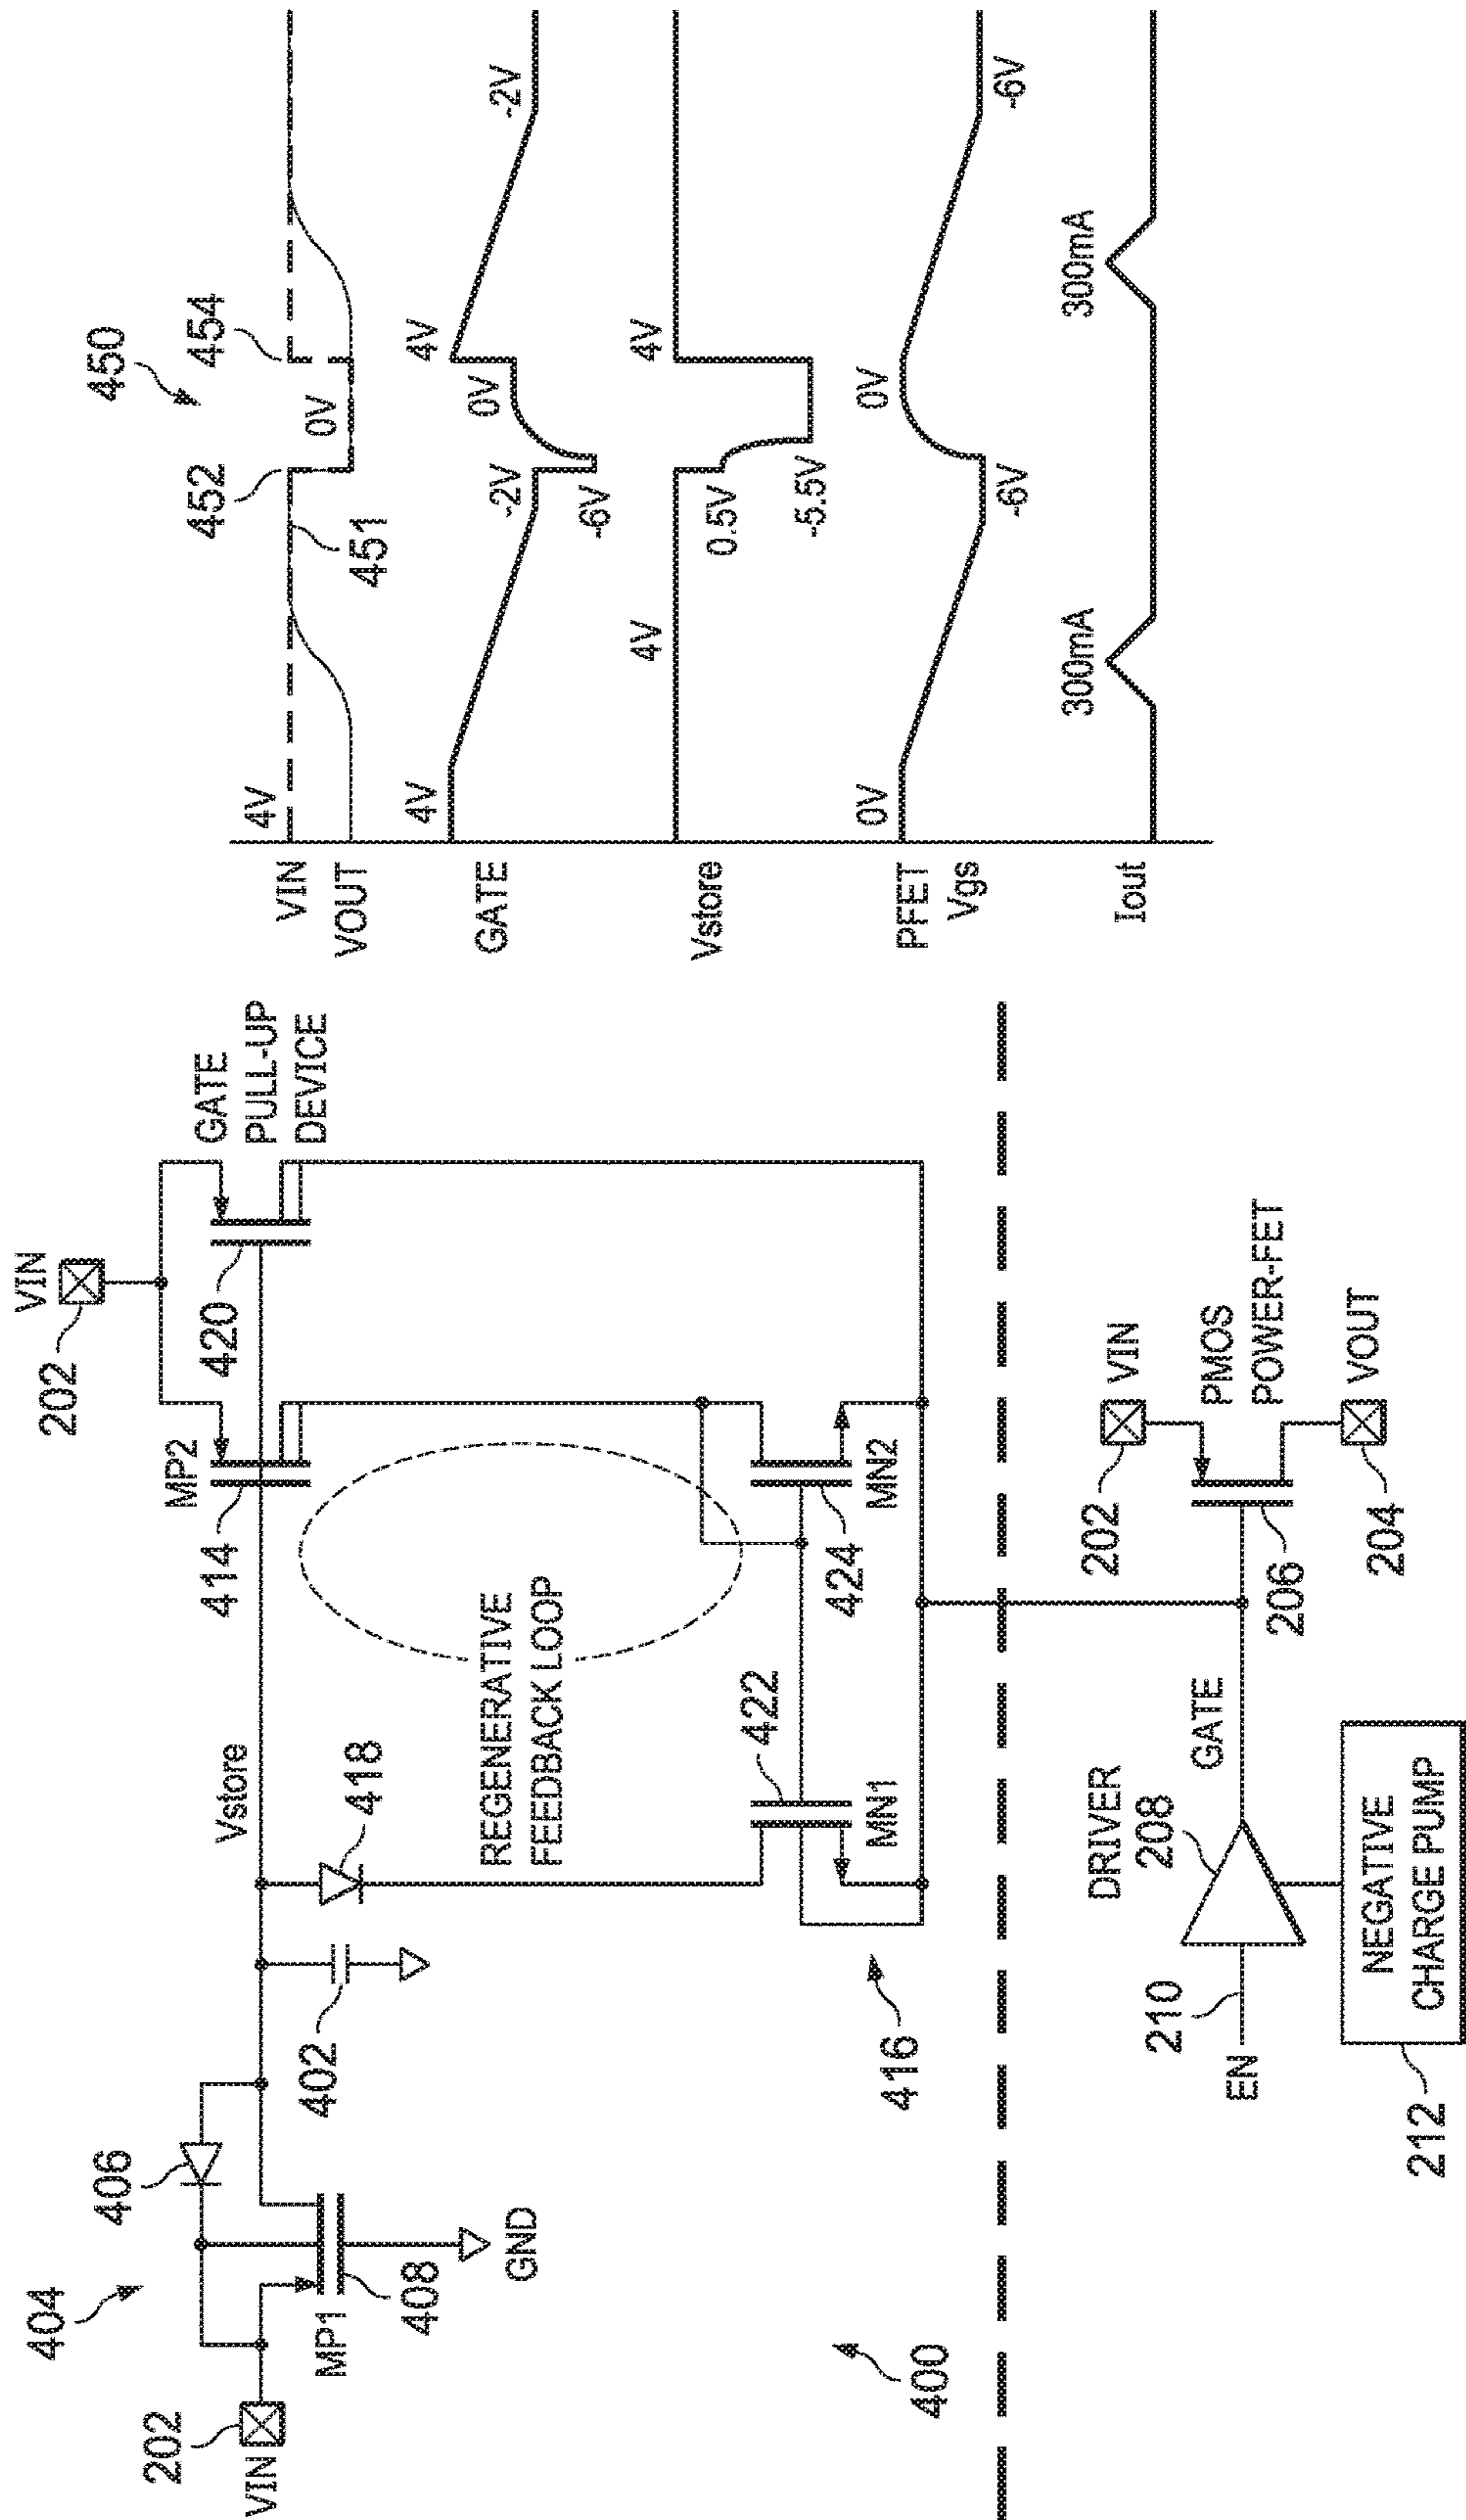 VIN
202
404
406
MP1
408
GND
402
Vstore
418
REGENERATIVE
FEEDBACK LOOP
414
MP2
202
VIN
420
GATE
PULL-UP
DEVICE
422
MN1
424
MN2
416
400
EN
210
DRIVER
208
GATE
NEGATIVE
CHARGE PUMP
212
202
VIN
PMOS
POWER-FET
206
204
VOUT
450
452
454
451
VIN
4V
0V
VOUT
GATE
4V
-2V
-6V
0V
4V
-2V
Vstore
4V
0.5V
-5.5V
4V
PFET
Vgs
0V
-6V
0V
-6V
Iout
300mA
300mA